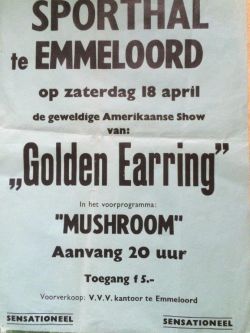 SPORTHAL
te EMMELOORD
op zaterdag 18 april
de geweldige Amerikaanse Show
van:
„Golden Earring”
In het voorprogramma:
"MUSHROOM"
Aanvang 20 uur
Toegang f 5.-
Voorverkoop: V.V.V. kantoor te Emmeloord
SENSATIONEEL SENSATIONEEL